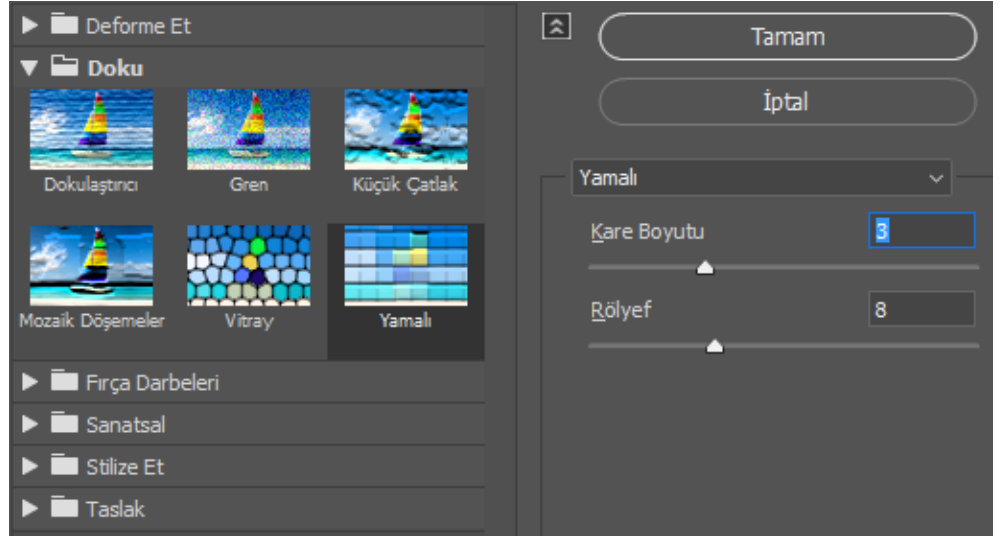 Deforme Et
Doku
Dokulaştırıcı
Gren
Küçük Çatlak
Mozaik Döşemeler
Vitray
Yamalı
Fırça Darbeleri
Sanatsal
Stilize Et
Taslak
Tamam
İptal
Yamalı
Kare Boyutu 3
Rölyef 8